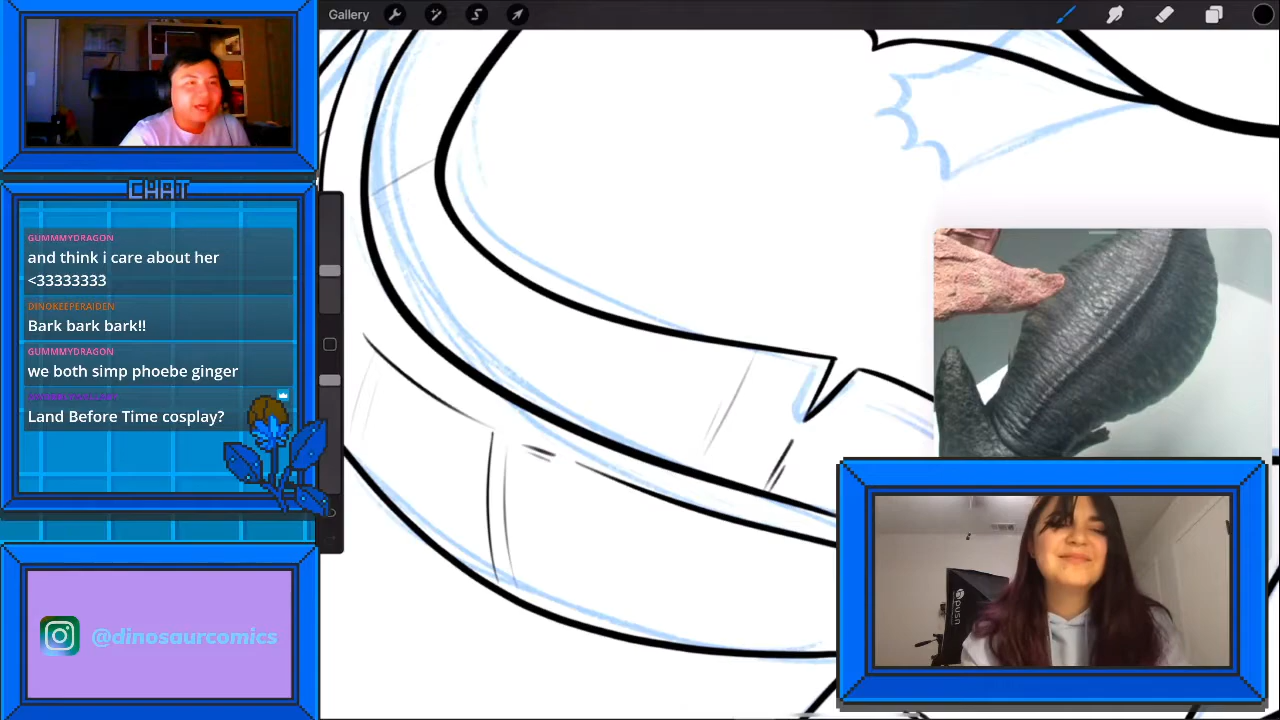 Gallery
CHAT
GUMMMYDRAGON
and think i care about her
<33333333
DINOKEEPERAIDEN
Bark bark bark!!
GUMMMYDRAGON
we both simp phoebe ginger
Land Before Time cosplay?
@dinosaurcomics
PUSN